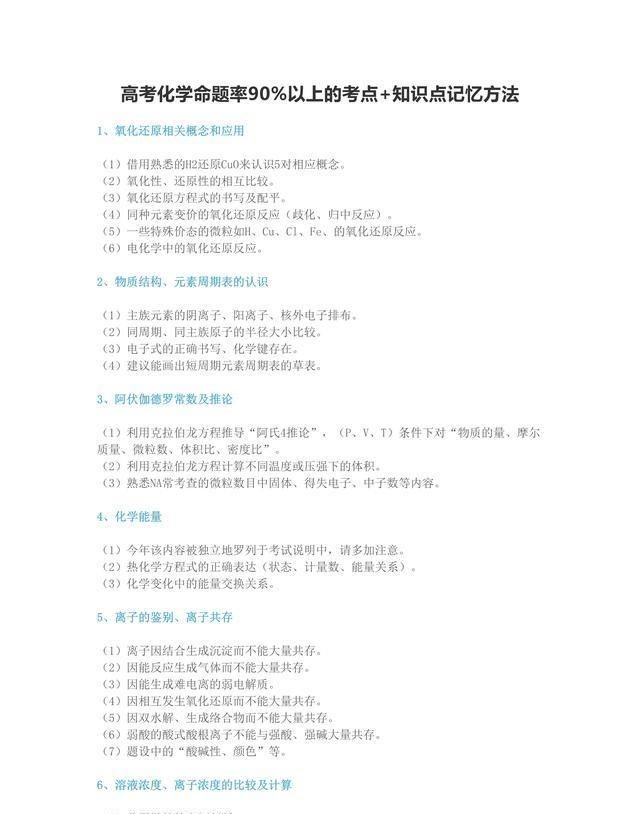 高考化学命题率90%以上的考点+知识点记忆方法
1、氧化还原相关概念和应用
（1）借用熟悉的H2还原CuO来认识5对相应概念。
（2）氧化性、还原性的相互比较。
（3）氧化还原方程式的书写及配平。
（4）同种元素变价的氧化还原反应（歧化、归中反应）。
（5）一些特殊价态的微粒如H、Cu、Cl、Fe、的氧化还原反应。
（6）电化学中的氧化还原反应。
2、物质结构、元素周期表的认识
（1）主族元素的阴离子、阳离子、核外电子排布。
（2）同周期、同主族原子的半径大小比较。
（3）电子式的正确书写、化学键存在。
（4）建议能画出短周期元素周期表的草表。
3、阿伏伽德罗常数及推论
（1）利用克拉伯龙方程推导“阿氏4推论”，（P、V、T）条件下对“物质的量、摩尔
质量、微粒数、体积比、密度比”。
（2）利用克拉伯龙方程计算不同温度或压强下的体积。
（3）熟悉NA常考查的微粒数目中固体、得失电子、中子数等内容。
4、化学能量
（1）今年该内容被独立地罗列于考试说明中，请多加注意。
（2）热化学方程式的正确表达（状态、计量数、能量关系）。
（3）化学变化中的能量交换关系。
5、离子的鉴别、离子共存
（1）离子因结合生成沉淀而不能大量共存。
（2）因能反应生成气体而不能大量共存。
（3）因能生成难电离的弱电解质。
（4）因相互发生氧化还原而不能大量共存。
（5）因双水解、生成络合物而不能大量共存。
（6）弱酸的酸式酸根离子不能与强酸、强碱大量共存。
（7）题设中的“酸碱性、颜色”等。
6、溶液浓度、离子浓度的比较及计算